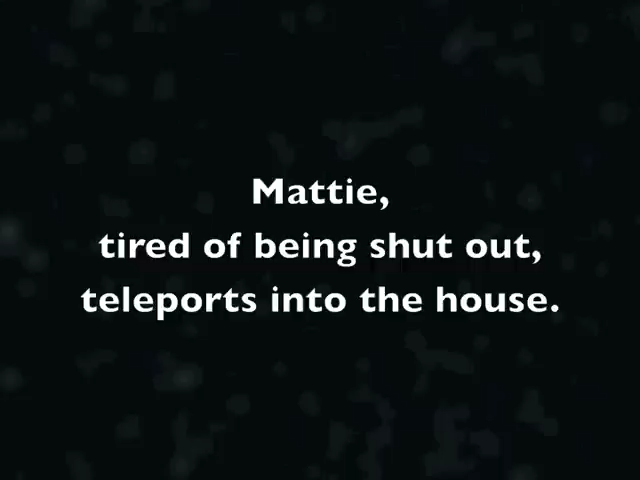 Mattie,
tired of being shut out,
teleports into the house.